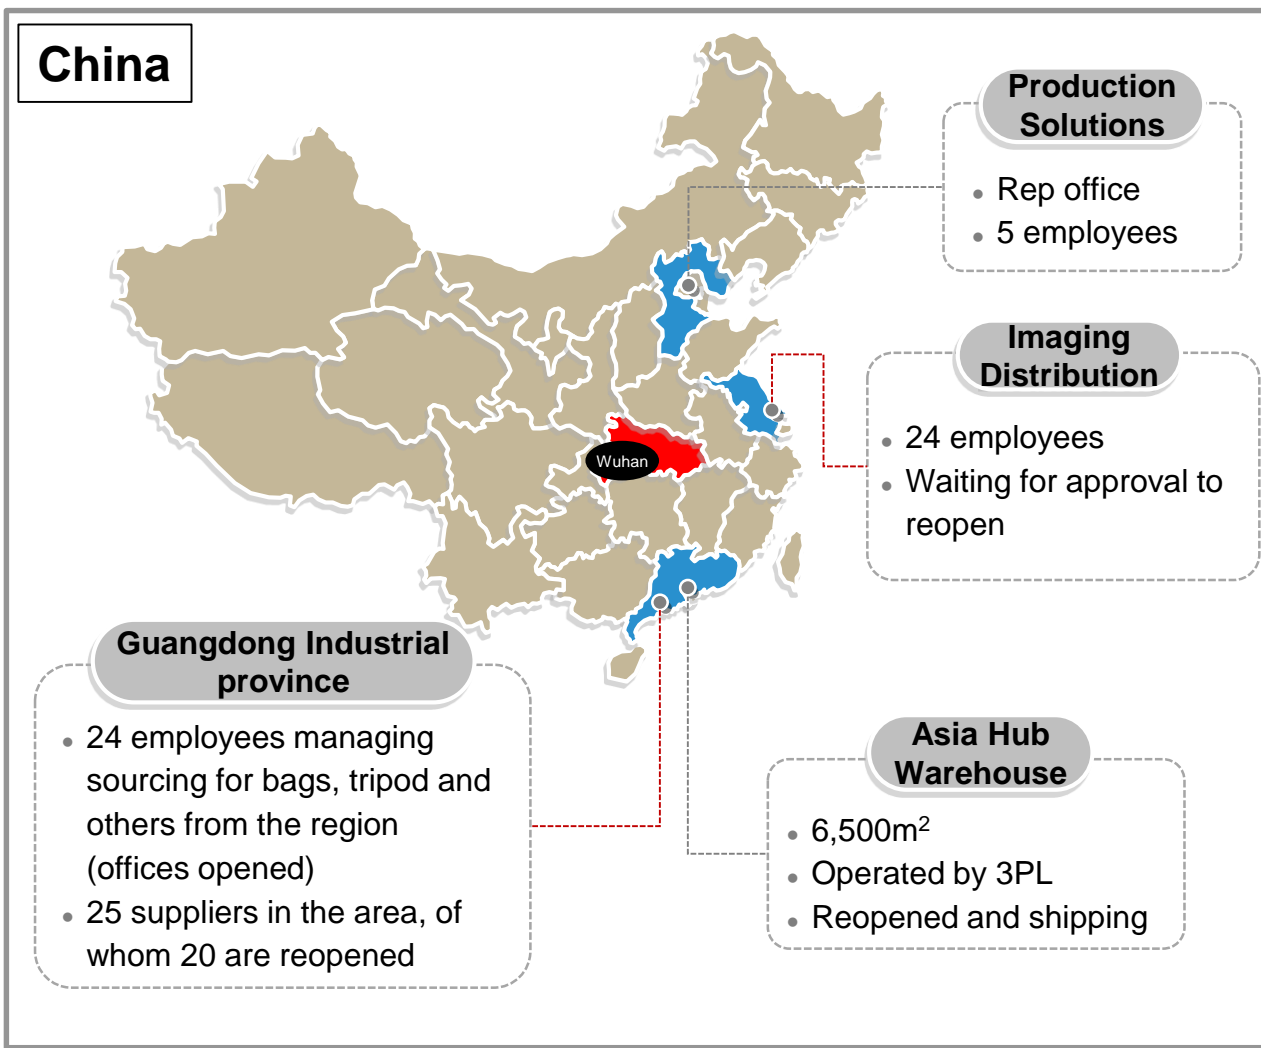 China
Production
Solutions
• Rep office
• 5 employees
Imaging
Distribution
• 24 employees
• Waiting for approval to
reopen
Wuhan
Guangdong Industrial
province
• 24 employees managing
sourcing for bags, tripod and
others from the region
(offices opened)
• 25 suppliers in the area, of
whom 20 are reopened
Asia Hub
Warehouse
• 6,500m²
• Operated by 3PL
• Reopened and shipping